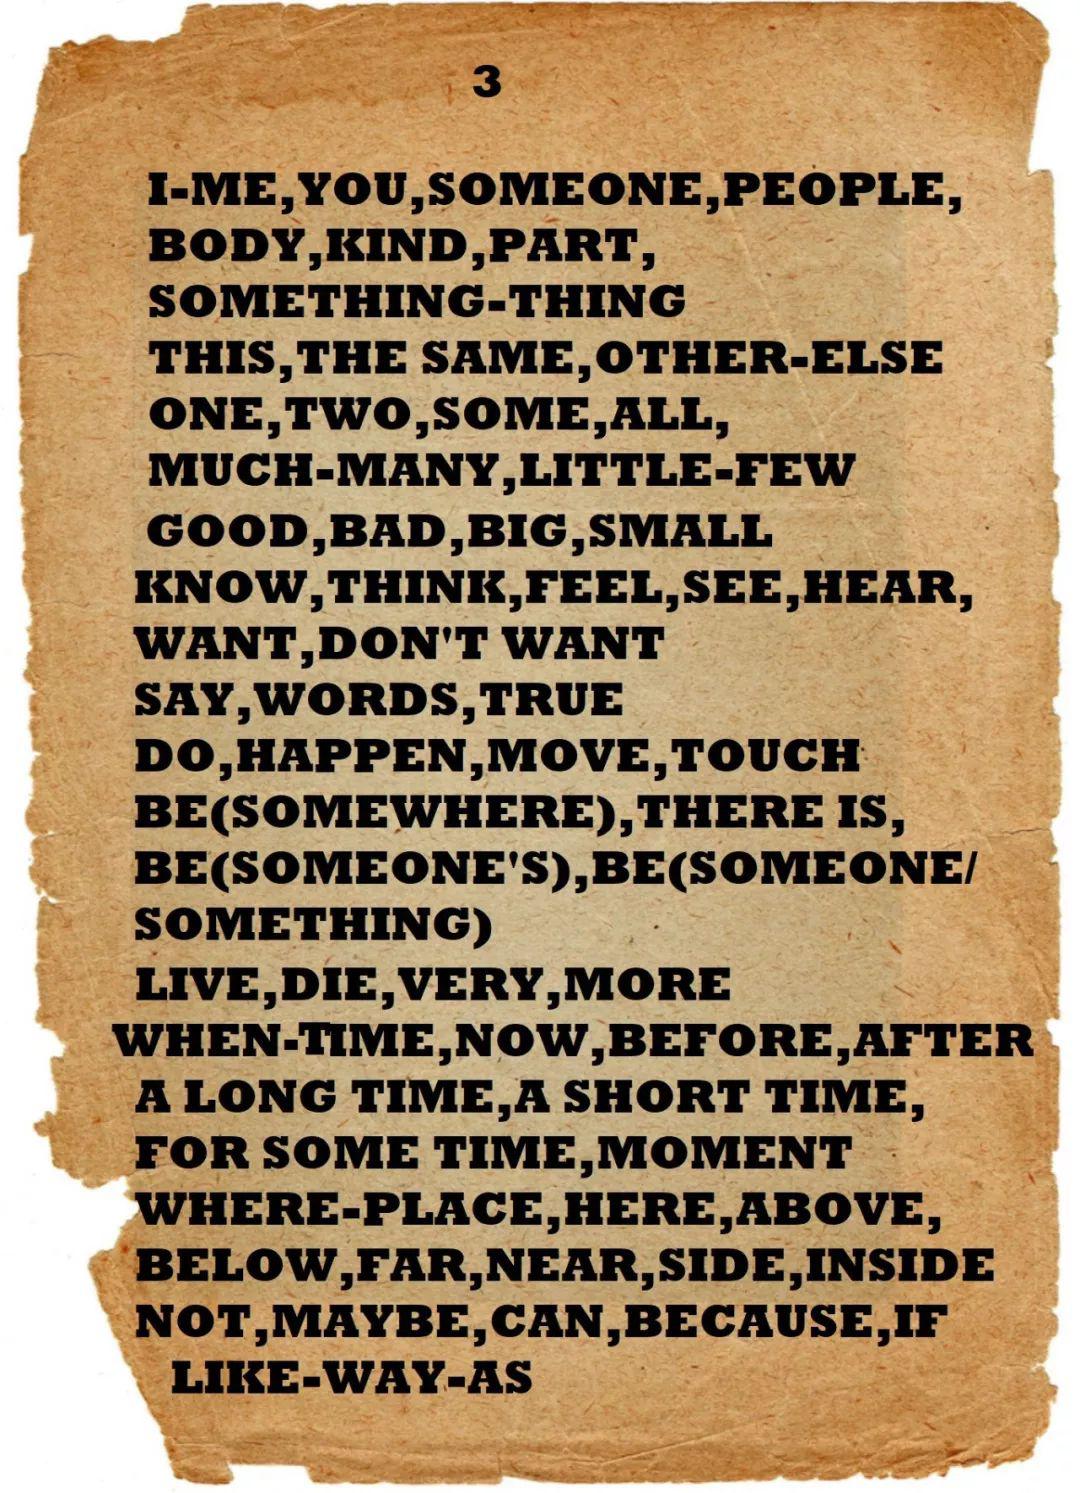 3
I-ME,YOU,SOMEONE,PEOPLE,
BODY,KIND,PART,
SOMETHING-THING
THIS,THE SAME,OTHER-ELSE
ONE,TWO,SOME,ALL,
MUCH-MANY,LITTLE-FEW
GOOD,BAD,BIG,SMALL
KNOW,THINK,FEEL,SEE,HEAR,
WANT,DON'T WANT
SAY,WORDS,TRUE
DO,HAPPEN,MOVE,TOUCH
BE(SOMEWHERE),THERE IS,
BE(SOMEONE'S),BE(SOMEONE/
SOMETHING)
LIVE,DIE,VERY,MORE
WHEN-TIME,NOW,BEFORE,AFTER
A LONG TIME,A SHORT TIME,
FOR SOME TIME,MOMENT
WHERE-PLACE,HERE,ABOVE,
BELOW,FAR,NEAR,SIDE,INSIDE
NOT,MAYBE,CAN,BECAUSE,IF
LIKE-WAY-AS